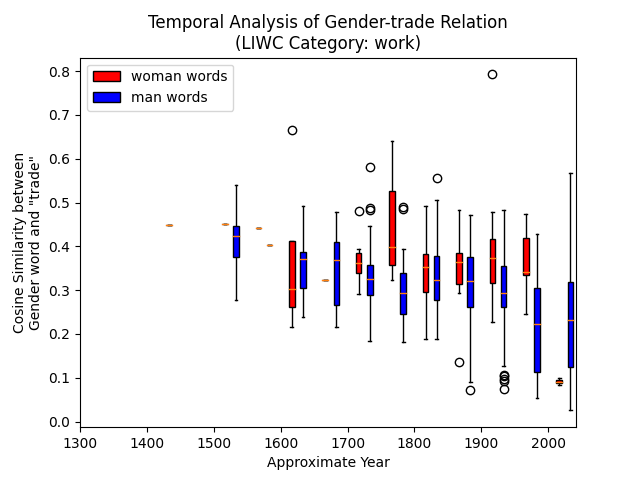 Temporal Analysis of Gender-trade Relation
(LIWC Category: work)
woman words
man words
0.8
0.7
0.6
0.5
0.4
0.3
0.2
0.1
0.0
Cosine Similarity between
Gender word and "trade"
1300 1400 1500 1600 1700 1800 1900 2000
Approximate Year